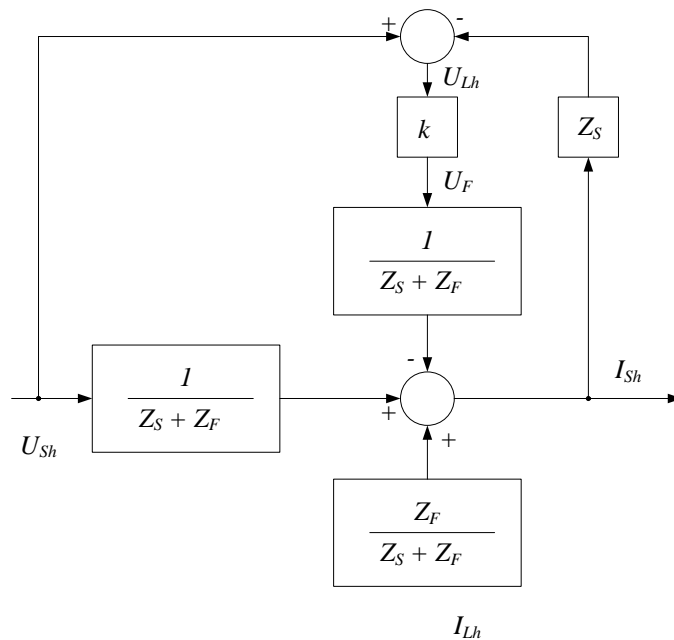 + -
U_Lh
k
Z_S
U_F
1
Z_S + Z_F
-
I_Sh
1
Z_S + Z_F
+
U_Sh
+
Z_F
Z_S + Z_F
I_Lh